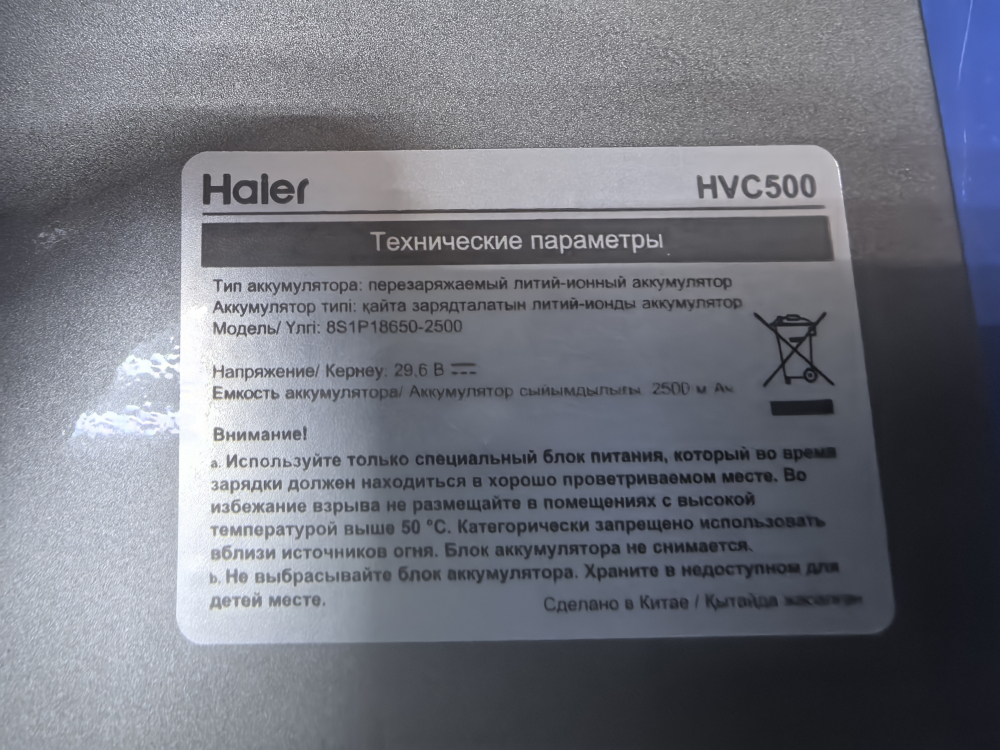 Haier
HVC500
Технические параметры
Тип аккумулятора: перезаряжаемый литий-ионный аккумулятор
Аккумулятор типі: қайта зарядталатын литий-ионды аккумулятор
Модель/ Үлгі: 8S1P18650-2500
Напряжение/ Кернеу: 29,6 В
Емкость аккумулятора/ Аккумулятор сыйымдылығы: 2500 м Ач
Внимание!
а. Используйте только специальный блок питания, который во время
зарядки должен находиться в хорошо проветриваемом месте. Во
избежание взрыва не размещайте в помещениях с высокой
температурой выше 50 °С. Категорически запрещено использовать
вблизи источников огня. Блок аккумулятора не снимается.
b. Не выбрасывайте блок аккумулятора. Храните в недоступном для
детей месте.
Сделано в Китае / Қытайда